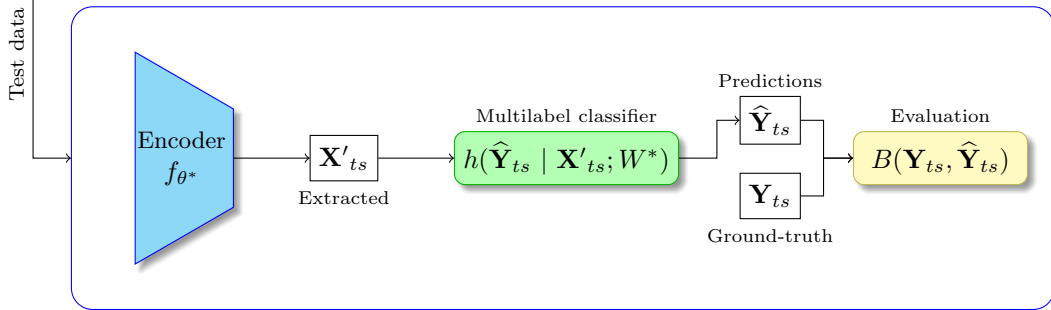 Test data
Encoder
f_{θ*}
X'_{ts}
Extracted
Multilabel classifier
h(Ŷ_{ts} | X'_{ts}; W*)
Predictions
Ŷ_{ts}
Y_{ts}
Ground-truth
Evaluation
B(Y_{ts}, Ŷ_{ts})